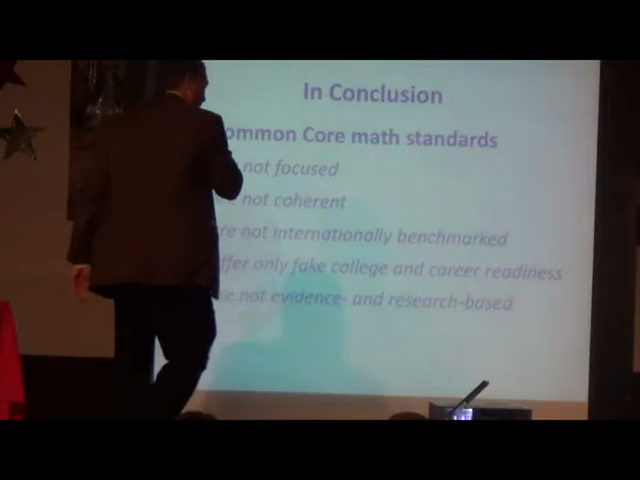 In Conclusion
ommon Core math standards
not focused
not coherent
re not internationally benchmarked
ffer only fake college and career readiness
re not evidence- and research-based